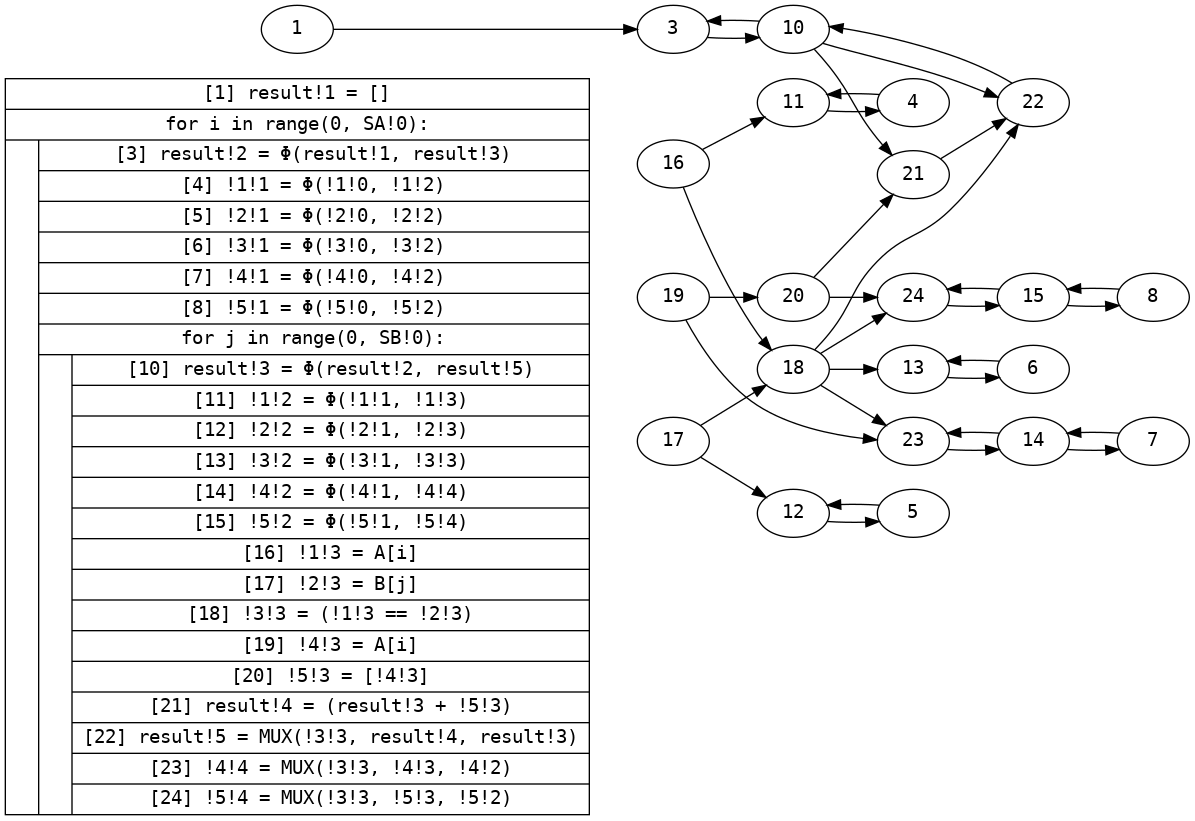 [1] result!1 = []
for i in range(0, SA!0):
[3] result!2 = Φ(result!1, result!3)
[4] !1!1 = Φ(!1!0, !1!2)
[5] !2!1 = Φ(!2!0, !2!2)
[6] !3!1 = Φ(!3!0, !3!2)
[7] !4!1 = Φ(!4!0, !4!2)
[8] !5!1 = Φ(!5!0, !5!2)
for j in range(0, SB!0):
[10] result!3 = Φ(result!2, result!5)
[11] !1!2 = Φ(!1!1, !1!3)
[12] !2!2 = Φ(!2!1, !2!3)
[13] !3!2 = Φ(!3!1, !3!3)
[14] !4!2 = Φ(!4!1, !4!4)
[15] !5!2 = Φ(!5!1, !5!4)
[16] !1!3 = A[i]
[17] !2!3 = B[j]
[18] !3!3 = (!1!3 == !2!3)
[19] !4!3 = A[i]
[20] !5!3 = [!4!3]
[21] result!4 = (result!3 + !5!3)
[22] result!5 = MUX(!3!3, result!4, result!3)
[23] !4!4 = MUX(!3!3, !4!3, !4!2)
[24] !5!4 = MUX(!3!3, !5!3, !5!2)
1
3
10
11
4
22
16
21
19
20
24
15
8
18
13
6
17
23
14
7
12
5